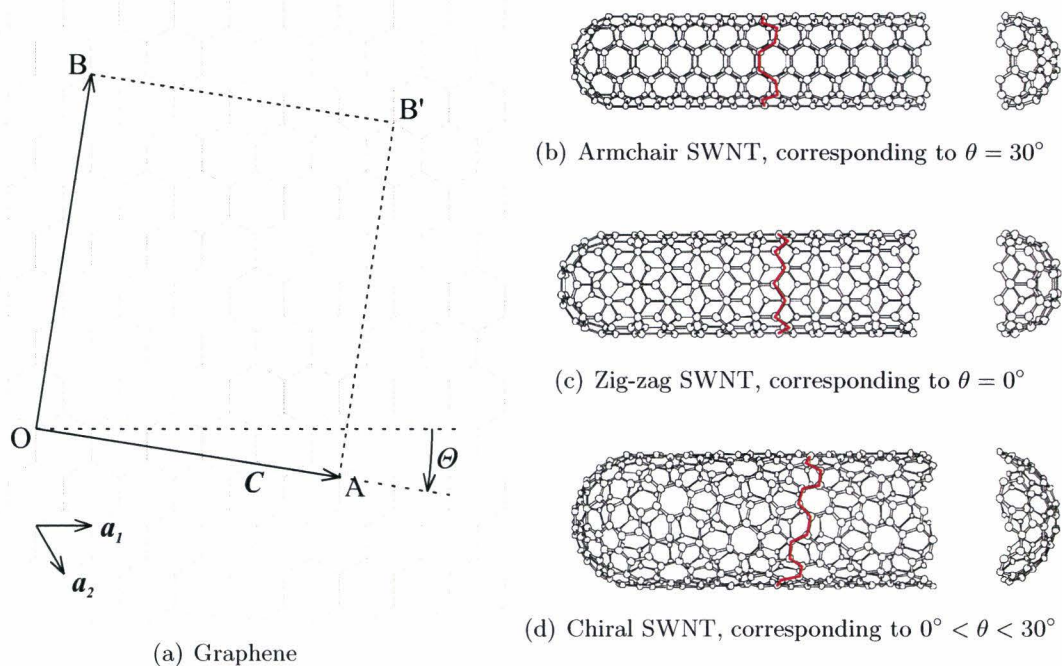 B
B'
O
C
A
Θ
a₁
a₂
(a) Graphene
(b) Armchair SWNT, corresponding to θ = 30°
(c) Zig-zag SWNT, corresponding to θ = 0°
(d) Chiral SWNT, corresponding to 0° < θ < 30°